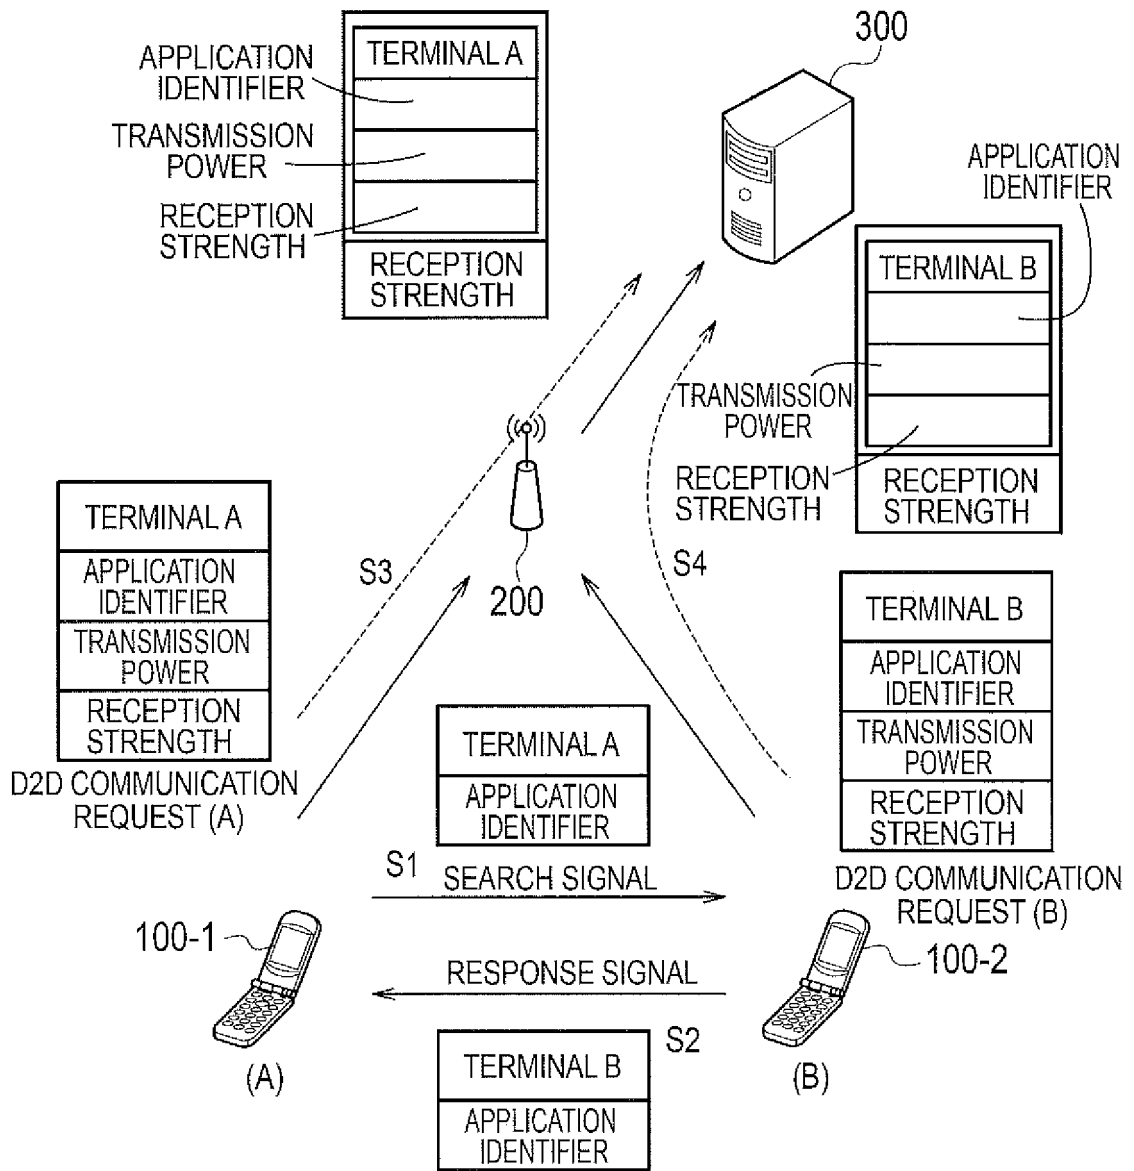 300
TERMINAL A
APPLICATION
IDENTIFIER
TRANSMISSION
POWER
RECEPTION
STRENGTH
RECEPTION
STRENGTH
APPLICATION
IDENTIFIER
TERMINAL B
TRANSMISSION
POWER
RECEPTION
STRENGTH
RECEPTION
STRENGTH
TERMINAL A
APPLICATION
IDENTIFIER
TRANSMISSION
POWER
RECEPTION
STRENGTH
D2D COMMUNICATION
REQUEST (A)
S3
200
S4
TERMINAL B
APPLICATION
IDENTIFIER
TRANSMISSION
POWER
RECEPTION
STRENGTH
D2D COMMUNICATION
REQUEST (B)
TERMINAL A
APPLICATION
IDENTIFIER
S1
SEARCH SIGNAL
100-1
100-2
RESPONSE SIGNAL
S2
(A)
(B)
TERMINAL B
APPLICATION
IDENTIFIER